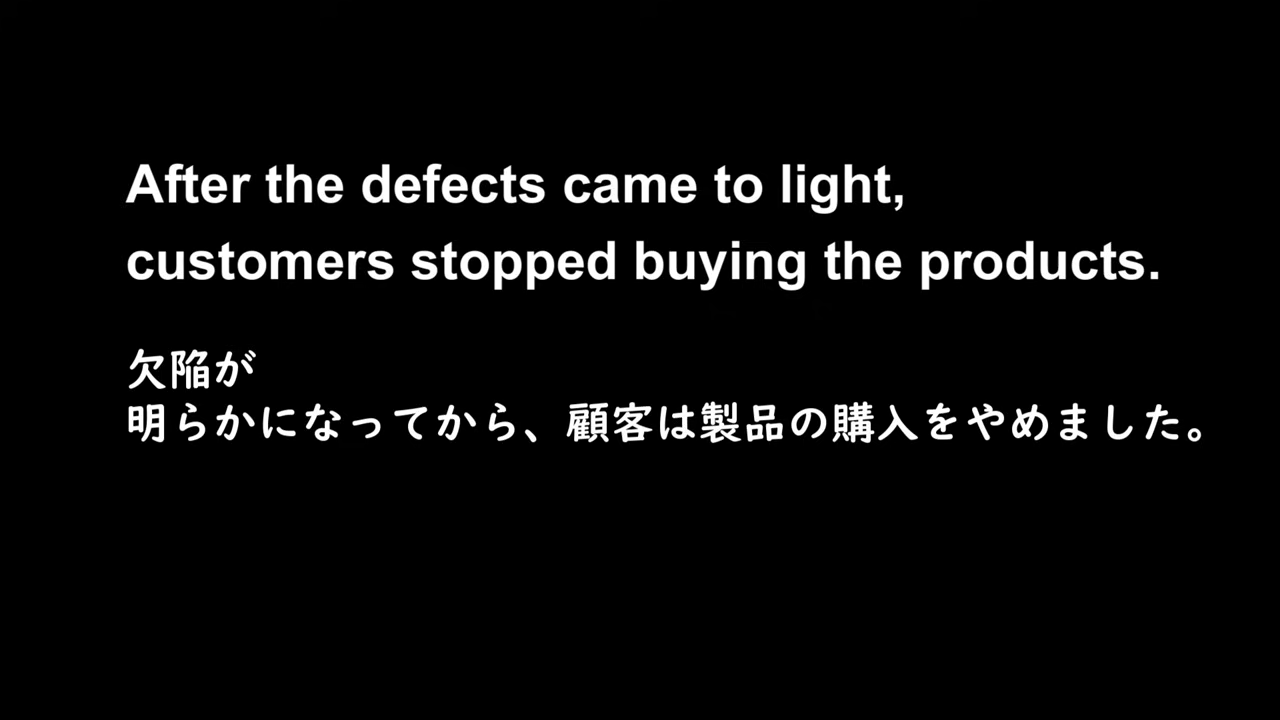 After the defects came to light,
customers stopped buying the products.
欠陥が
明らかになってから、顧客は製品の購入をやめました。